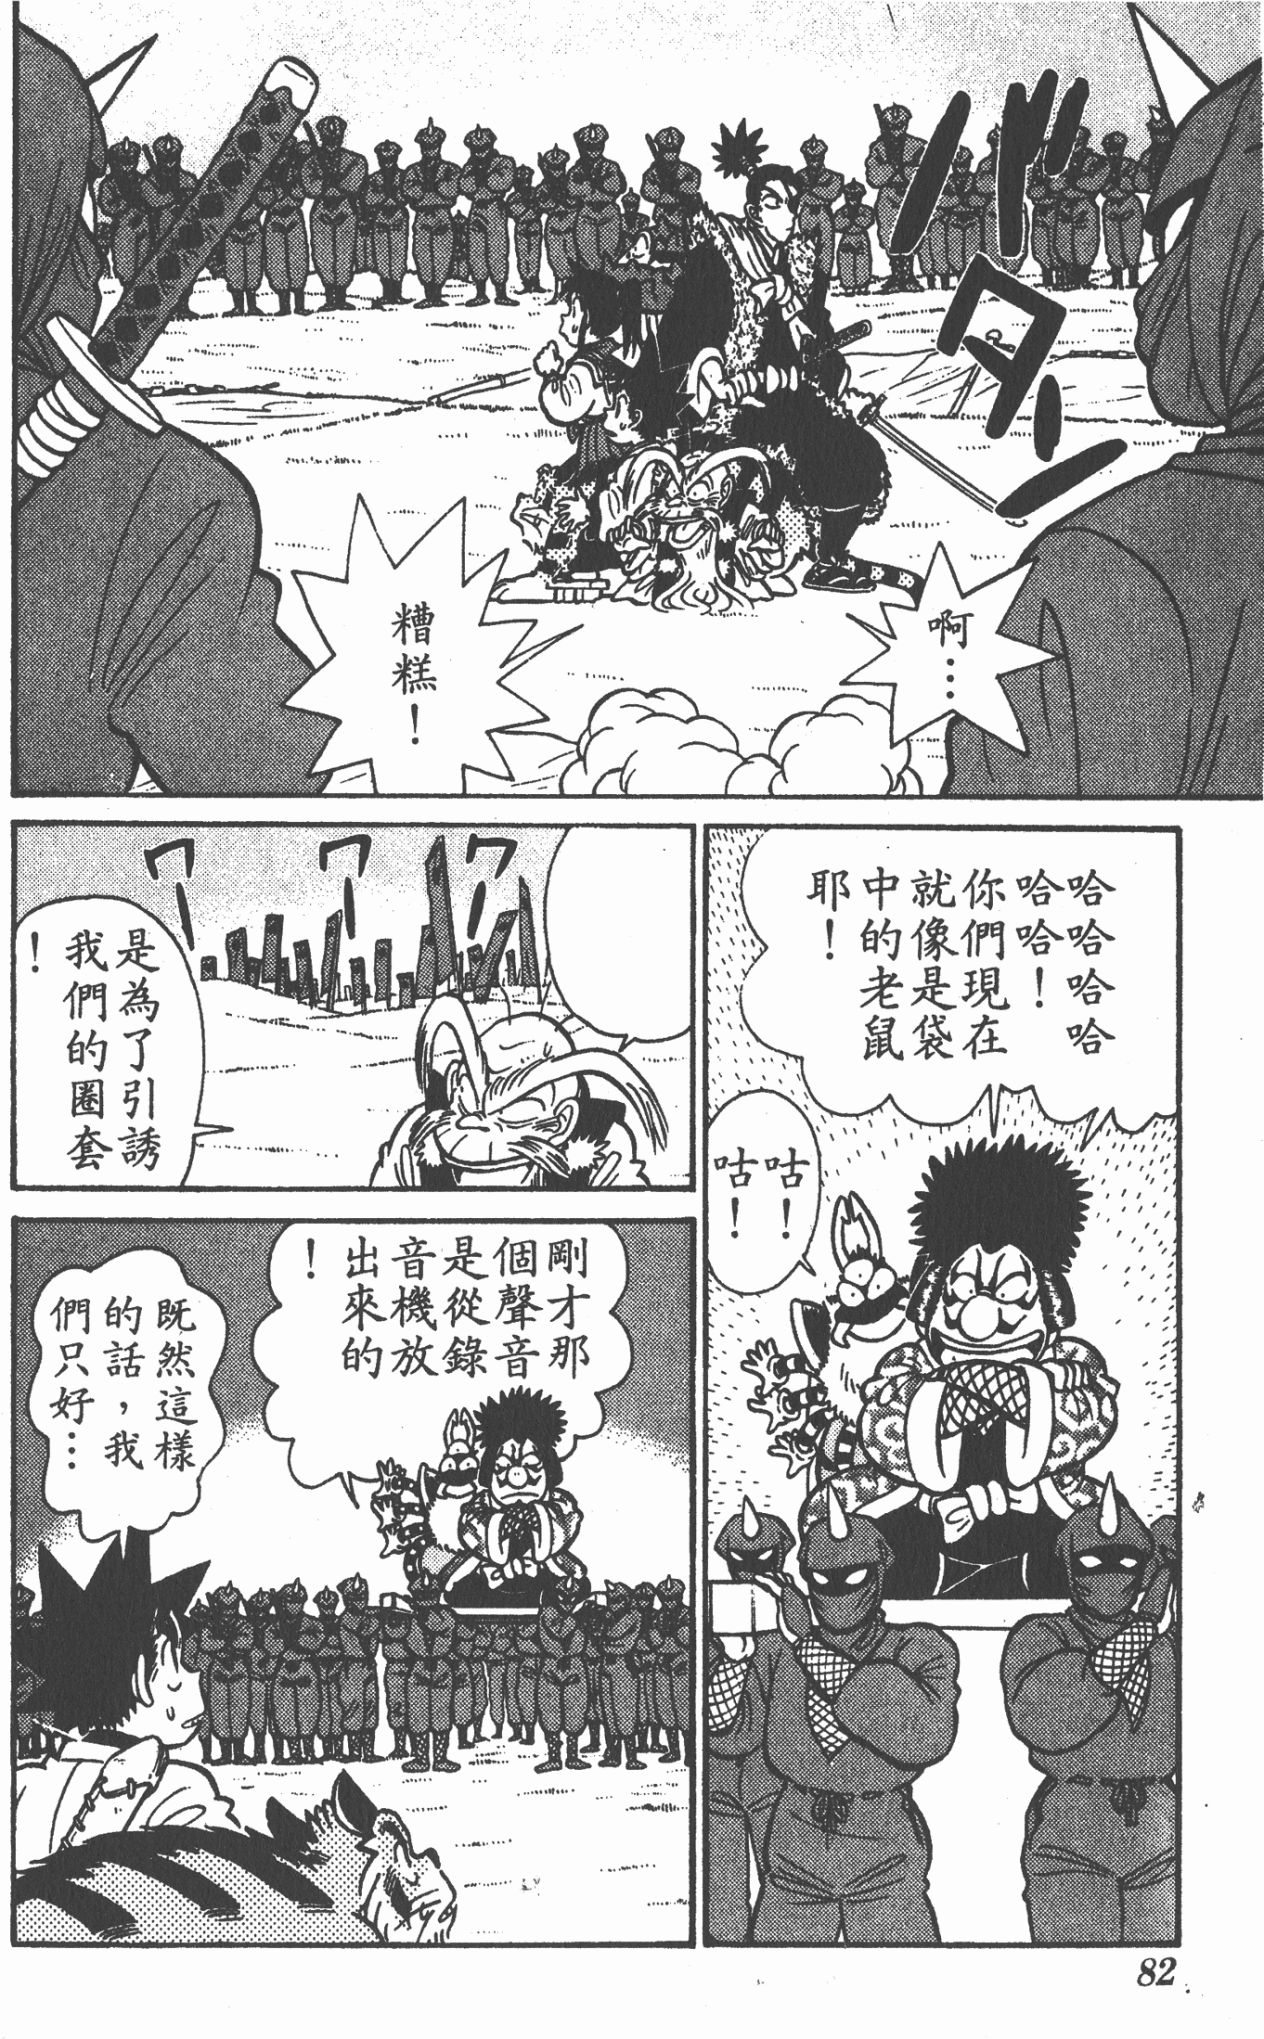 バタン
啊…
糟糕！
哈哈哈哈
哈哈！
你們現在
就像是袋
中的老鼠
耶！
咕咕
！！
ワーワーワー
是為了引誘
我們的圈套
！
剛才那
個聲音
是從錄
音機放
出來的
！
既然這樣
的話，我
們只好…
82